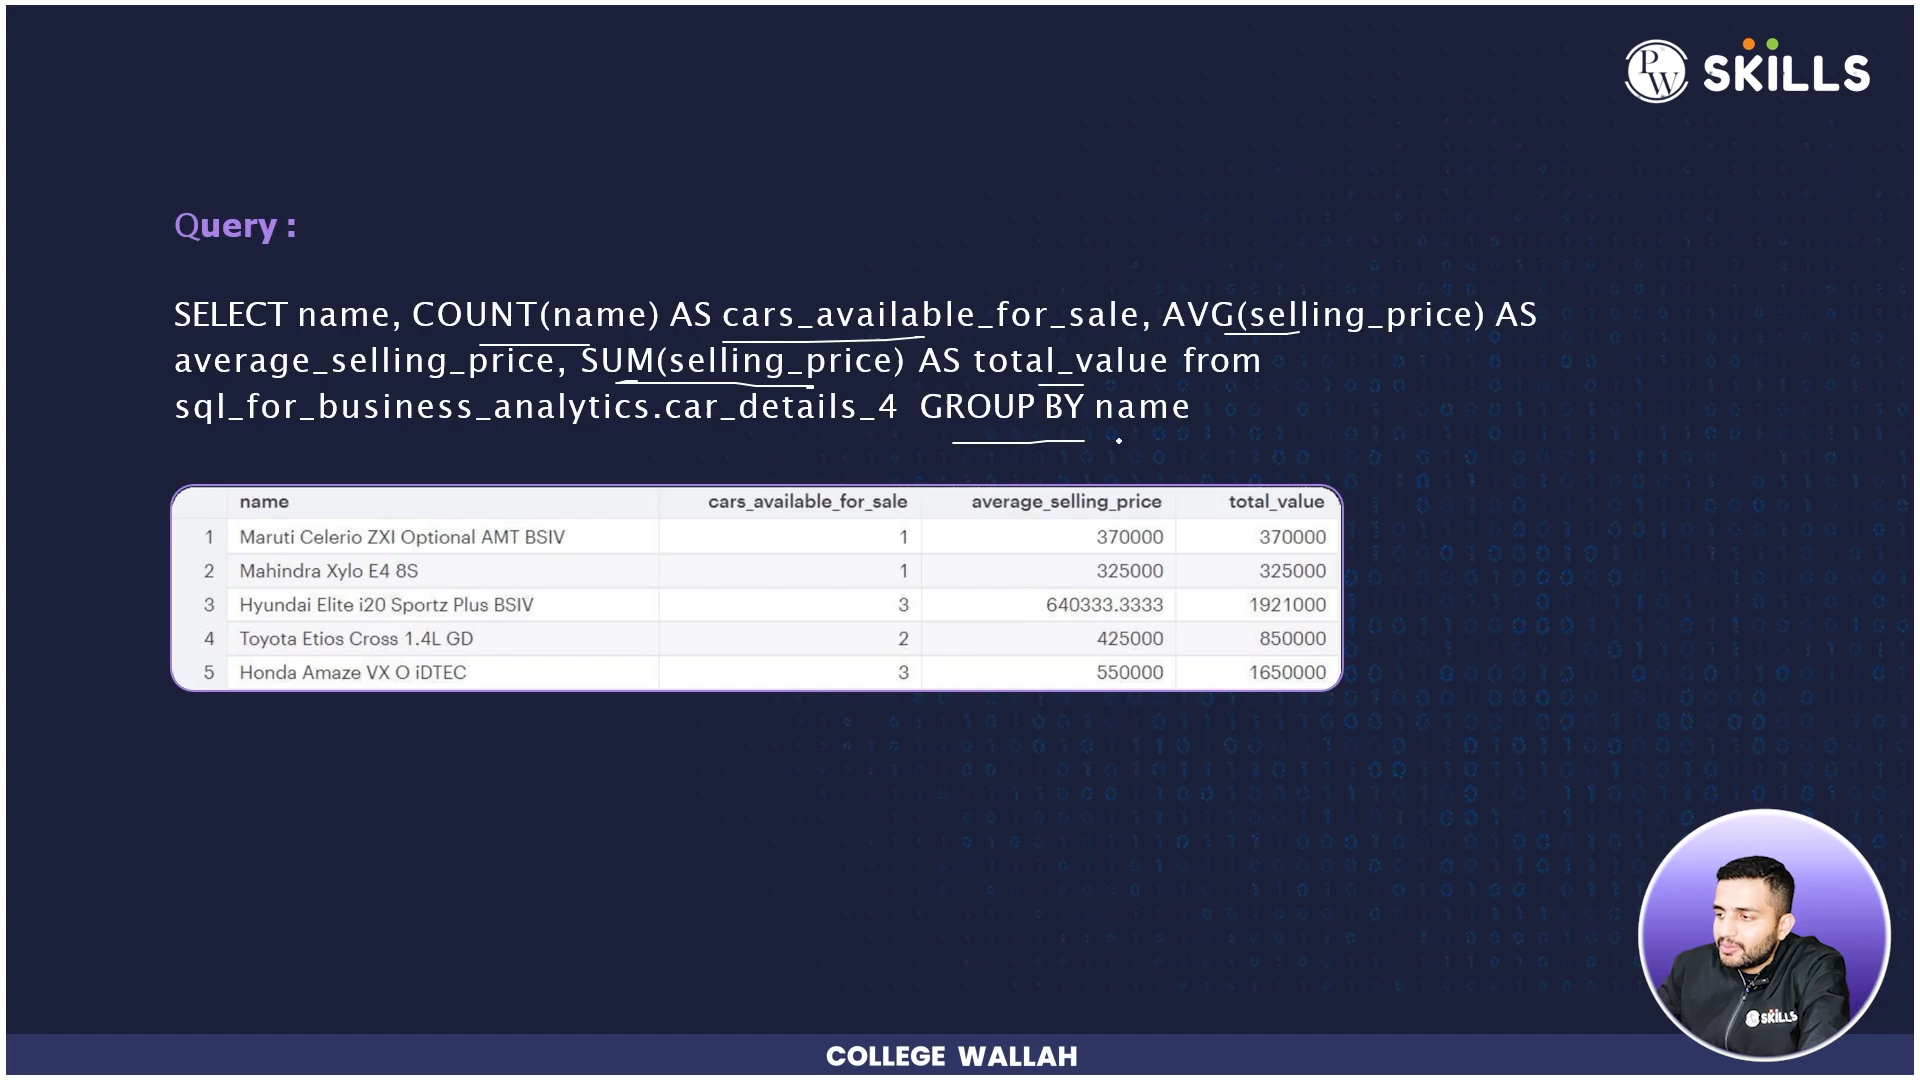 PW SKILLS
Query :
SELECT name, COUNT(name) AS cars_available_for_sale, AVG(selling_price) AS
average_selling_price, SUM(selling_price) AS total_value from
sql_for_business_analytics.car_details_4 GROUP BY name
name cars_available_for_sale average_selling_price total_value
1 Maruti Celerio ZXI Optional AMT BSIV 1 370000 370000
2 Mahindra Xylo E4 8S 1 325000 325000
3 Hyundai Elite i20 Sportz Plus BSIV 3 640333.3333 1921000
4 Toyota Etios Cross 1.4L GD 2 425000 850000
5 Honda Amaze VX O iDTEC 3 550000 1650000
SKILLS
COLLEGE WALLAH